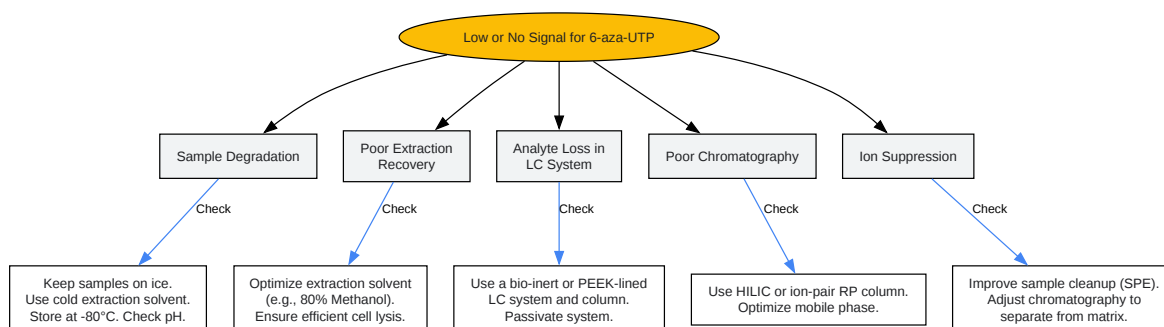 Low or No Signal for 6-aza-UTP
Sample Degradation
Poor Extraction
Recovery
Analyte Loss in
LC System
Poor Chromatography
Ion Suppression
Check
Check
Check
Check
Check
Keep samples on ice.
Use cold extraction solvent.
Store at -80°C. Check pH.
Optimize extraction solvent
(e.g., 80% Methanol).
Ensure efficient cell lysis.
Use a bio-inert or PEEK-lined
LC system and column.
Passivate system.
Use HILIC or ion-pair RP column.
Optimize mobile phase.
Improve sample cleanup (SPE).
Adjust chromatography to
separate from matrix.